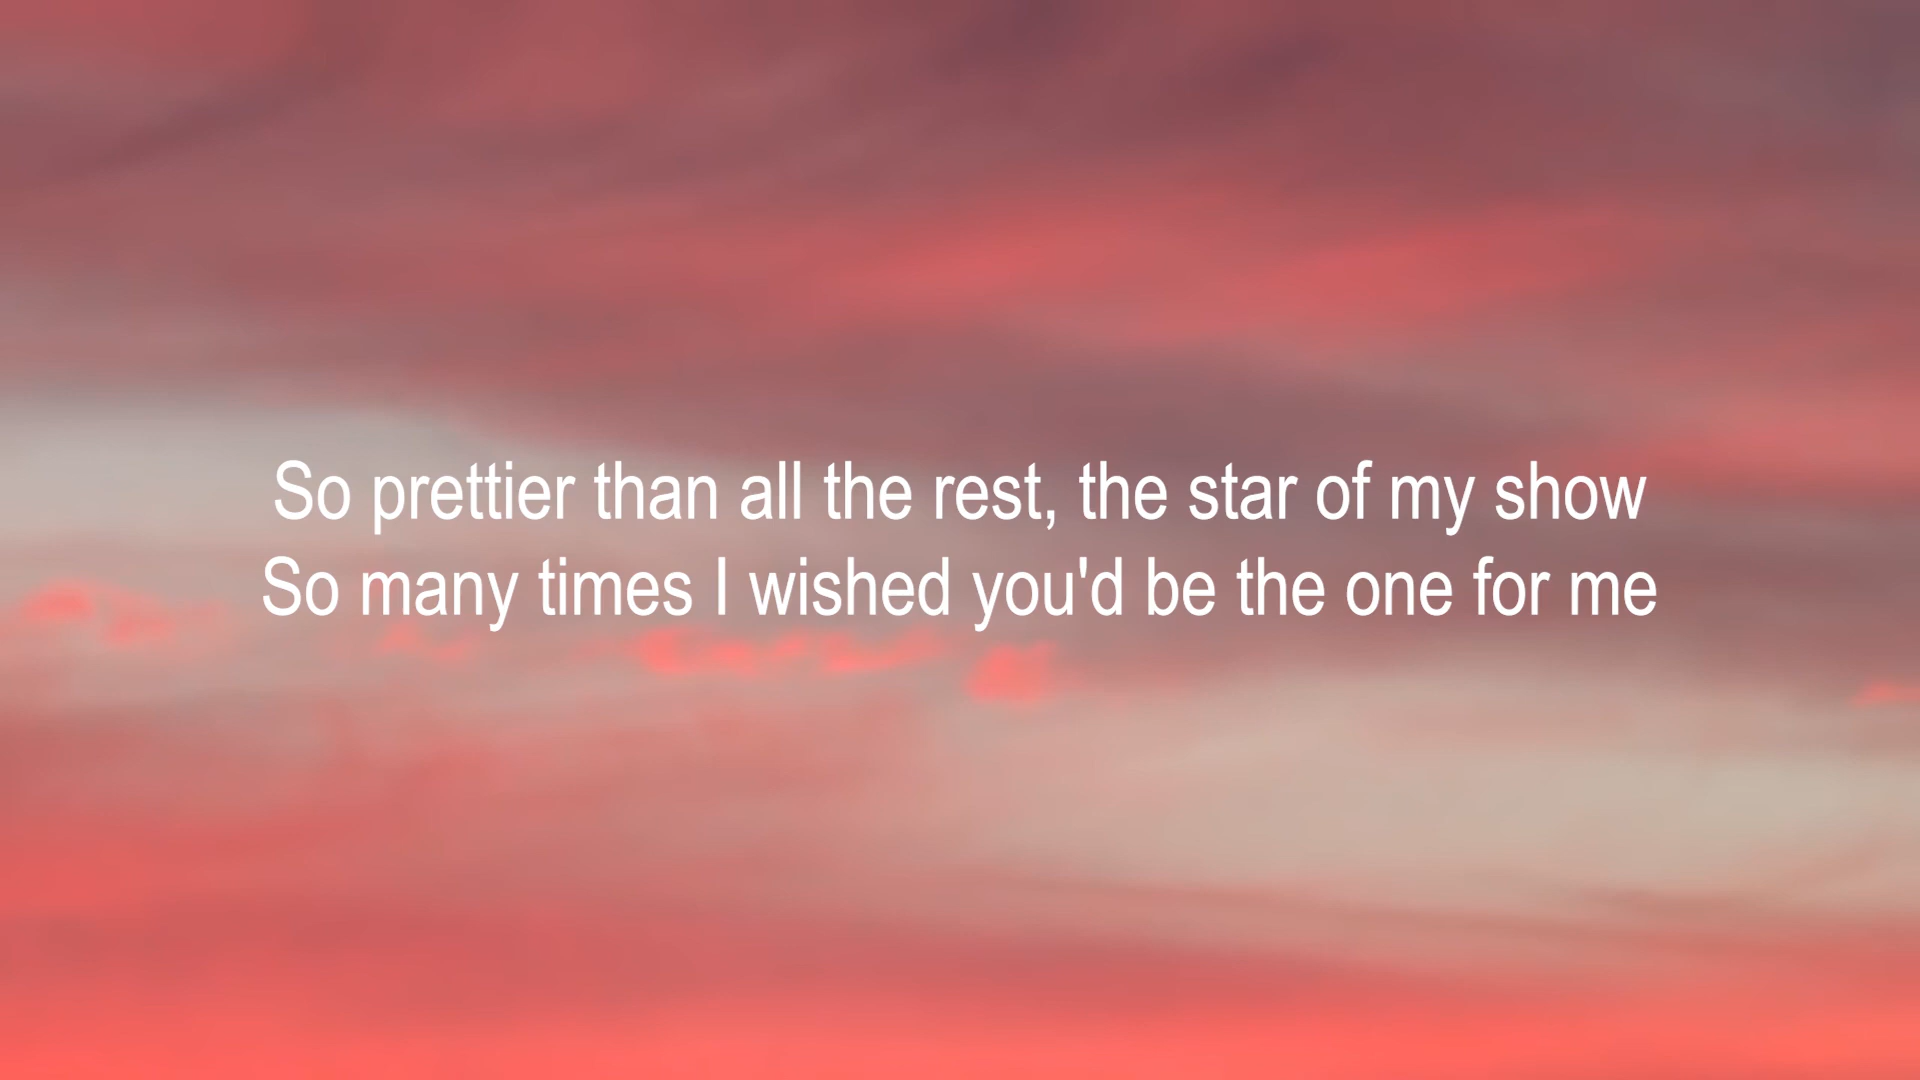 So prettier than all the rest, the star of my show
So many times I wished you'd be the one for me